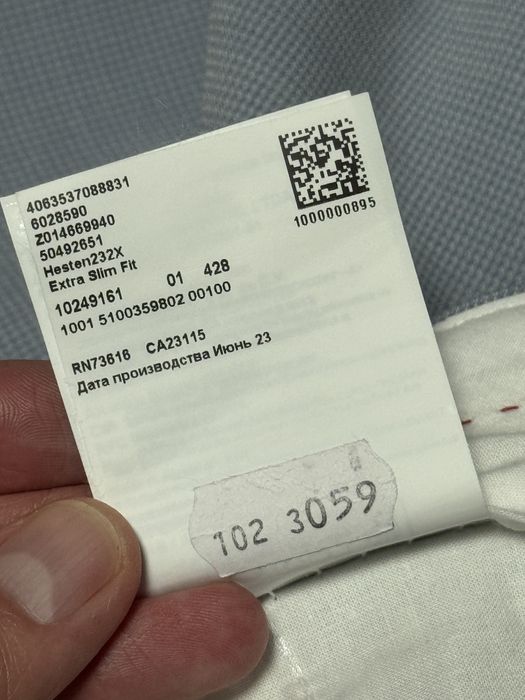 4063537088831
6028590
Z014669940
50492651
Hesten232X
Extra Slim Fit
10249161 01 428
1001 5100359802 00100
RN73616 CA23115
Дата производства Июнь 23
1000000895
102 3059